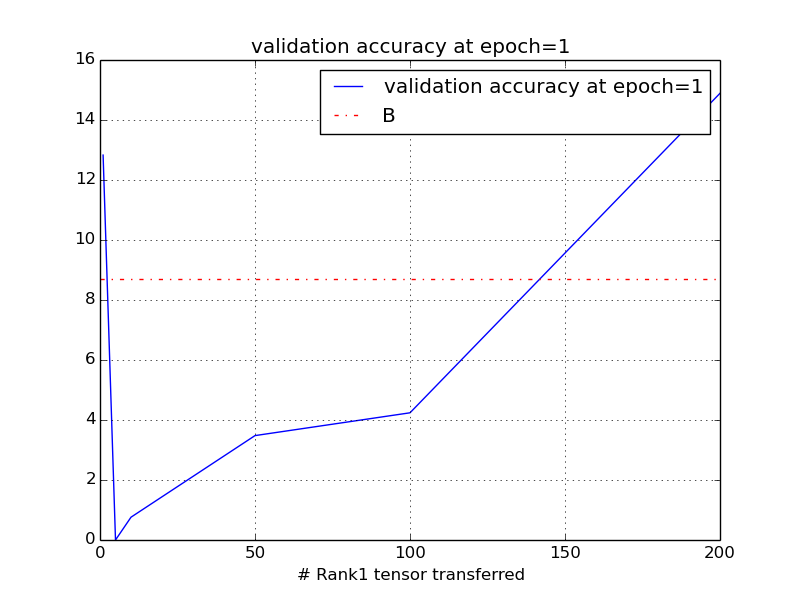 validation accuracy at epoch=1
validation accuracy at epoch=1
B
16
14
12
10
8
6
4
2
0
0 50 100 150 200
# Rank1 tensor transferred